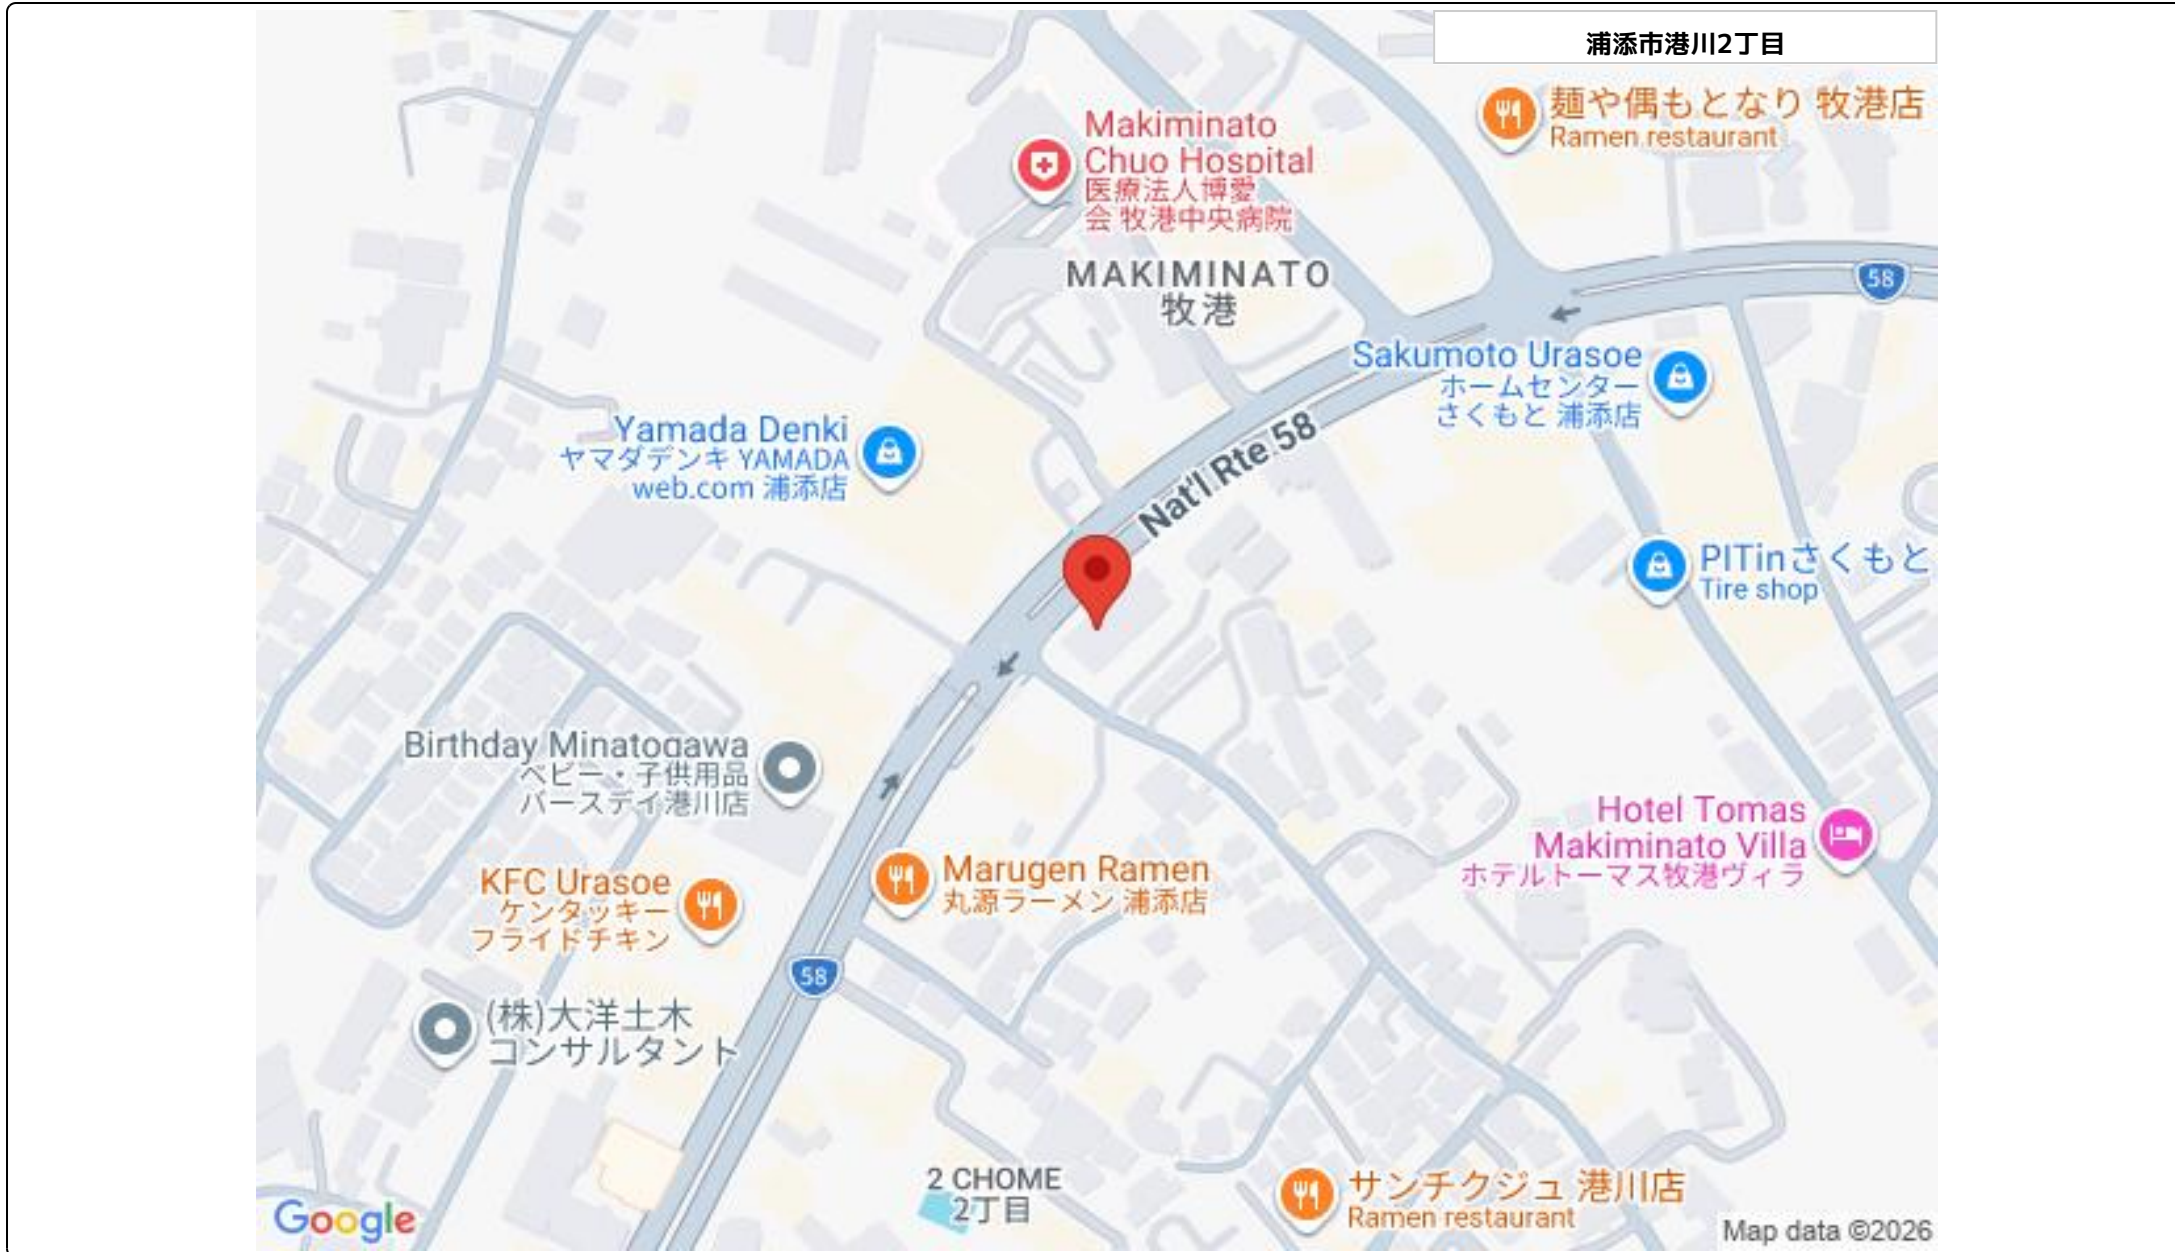 浦添市港川2丁目
麺や偶もとなり 牧港店
Ramen restaurant
Makiminato
Chuo Hospital
医療法人博愛
会 牧港中央病院
MAKIMINATO
牧港
58
Sakumoto Urasoe
ホームセンター
さくもと 浦添店
Yamada Denki
ヤマダデンキ YAMADA
web.com 浦添店
Nat'l Rte 58
PITinさくもと
Tire shop
Birthday Minatogawa
ベビー・子供用品
バースデイ港川店
Hotel Tomas
Makiminato Villa
ホテルトーマス牧港ヴィラ
KFC Urasoe
ケンタッキー
フライドチキン
Marugen Ramen
丸源ラーメン 浦添店
58
(株)大洋土木
コンサルタント
2 CHOME
2丁目
サンチクジュ 港川店
Ramen restaurant
Google
Map data ©2026